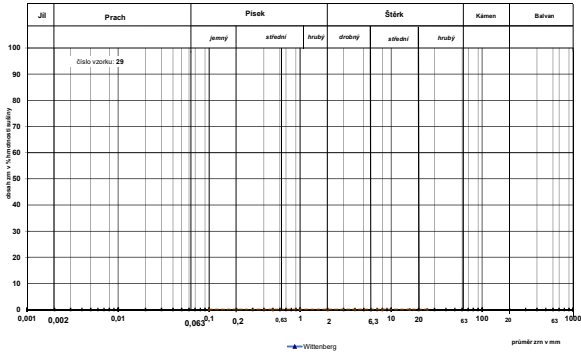 Jíl Prach Písek Štěrk Kámen Balvan
jemný střední hrubý drobný střední hrubý
číslo vzorku: 29
obsah zrn v % hmotnosti sušiny
100
90
80
70
60
50
40
30
20
10
0
0,001 0,002 0,01 0,063 0,1 0,2 0,63 1 2 6,3 10 20 63 100 20 63 1000
průměr zrn v mm
Wittenberg